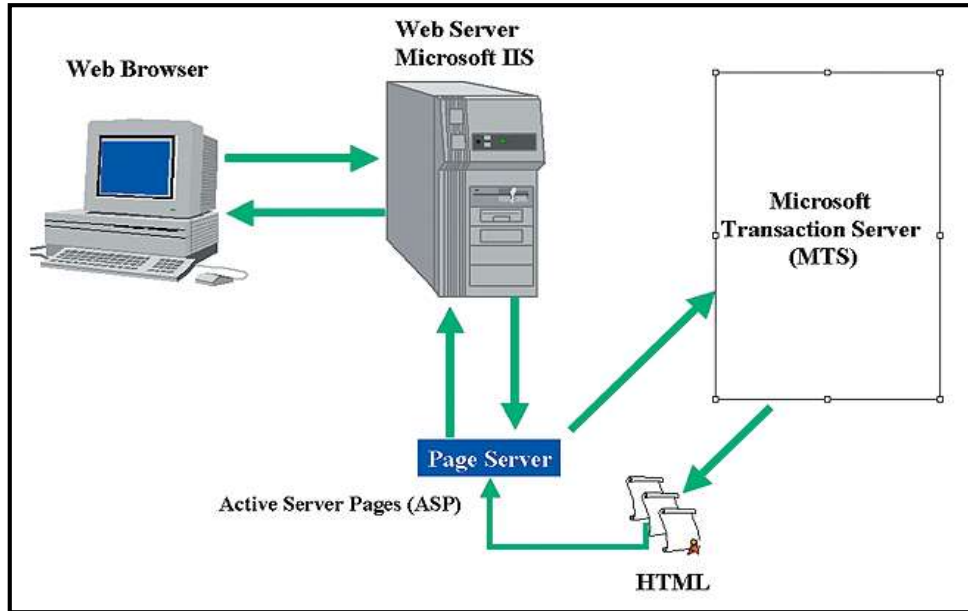 Web Browser
Web Server
Microsoft IIS
Microsoft
Transaction Server
(MTS)
Page Server
Active Server Pages (ASP)
HTML